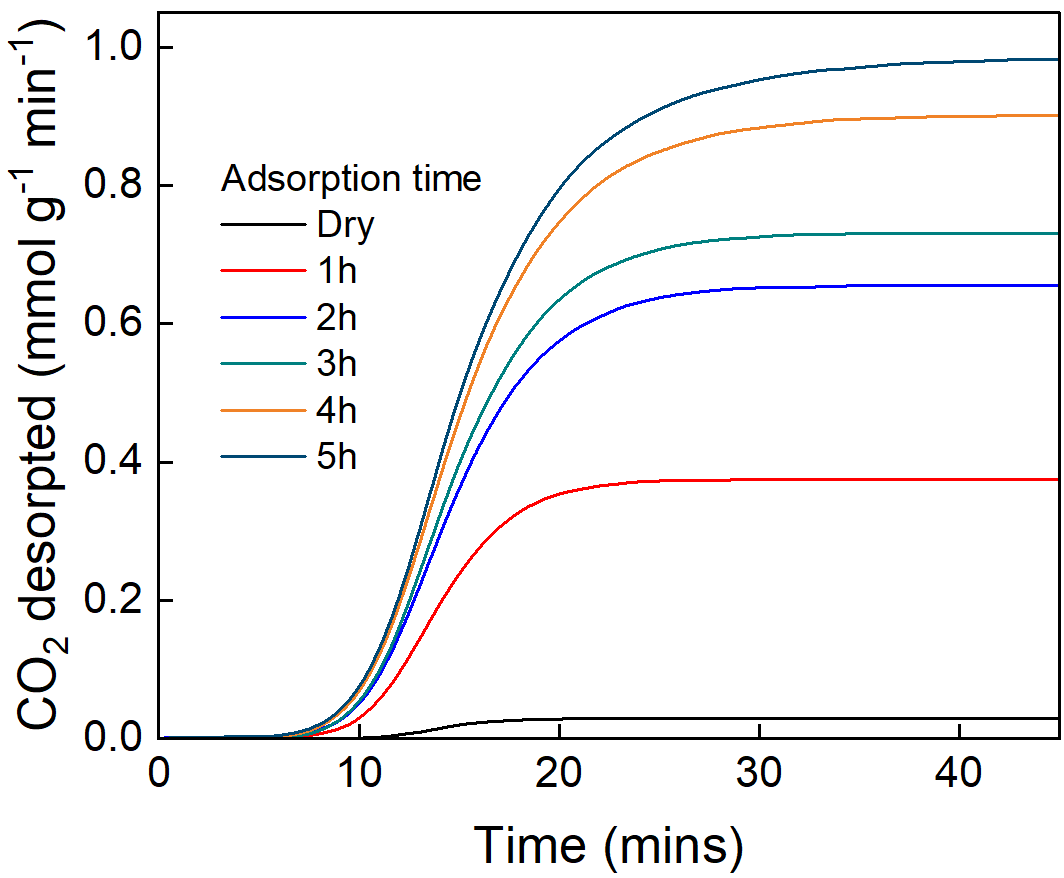 CO₂ desorpted (mmol g⁻¹ min⁻¹)
1.0
0.8
0.6
0.4
0.2
0.0
Adsorption time
Dry
1h
2h
3h
4h
5h
0 10 20 30 40
Time (mins)